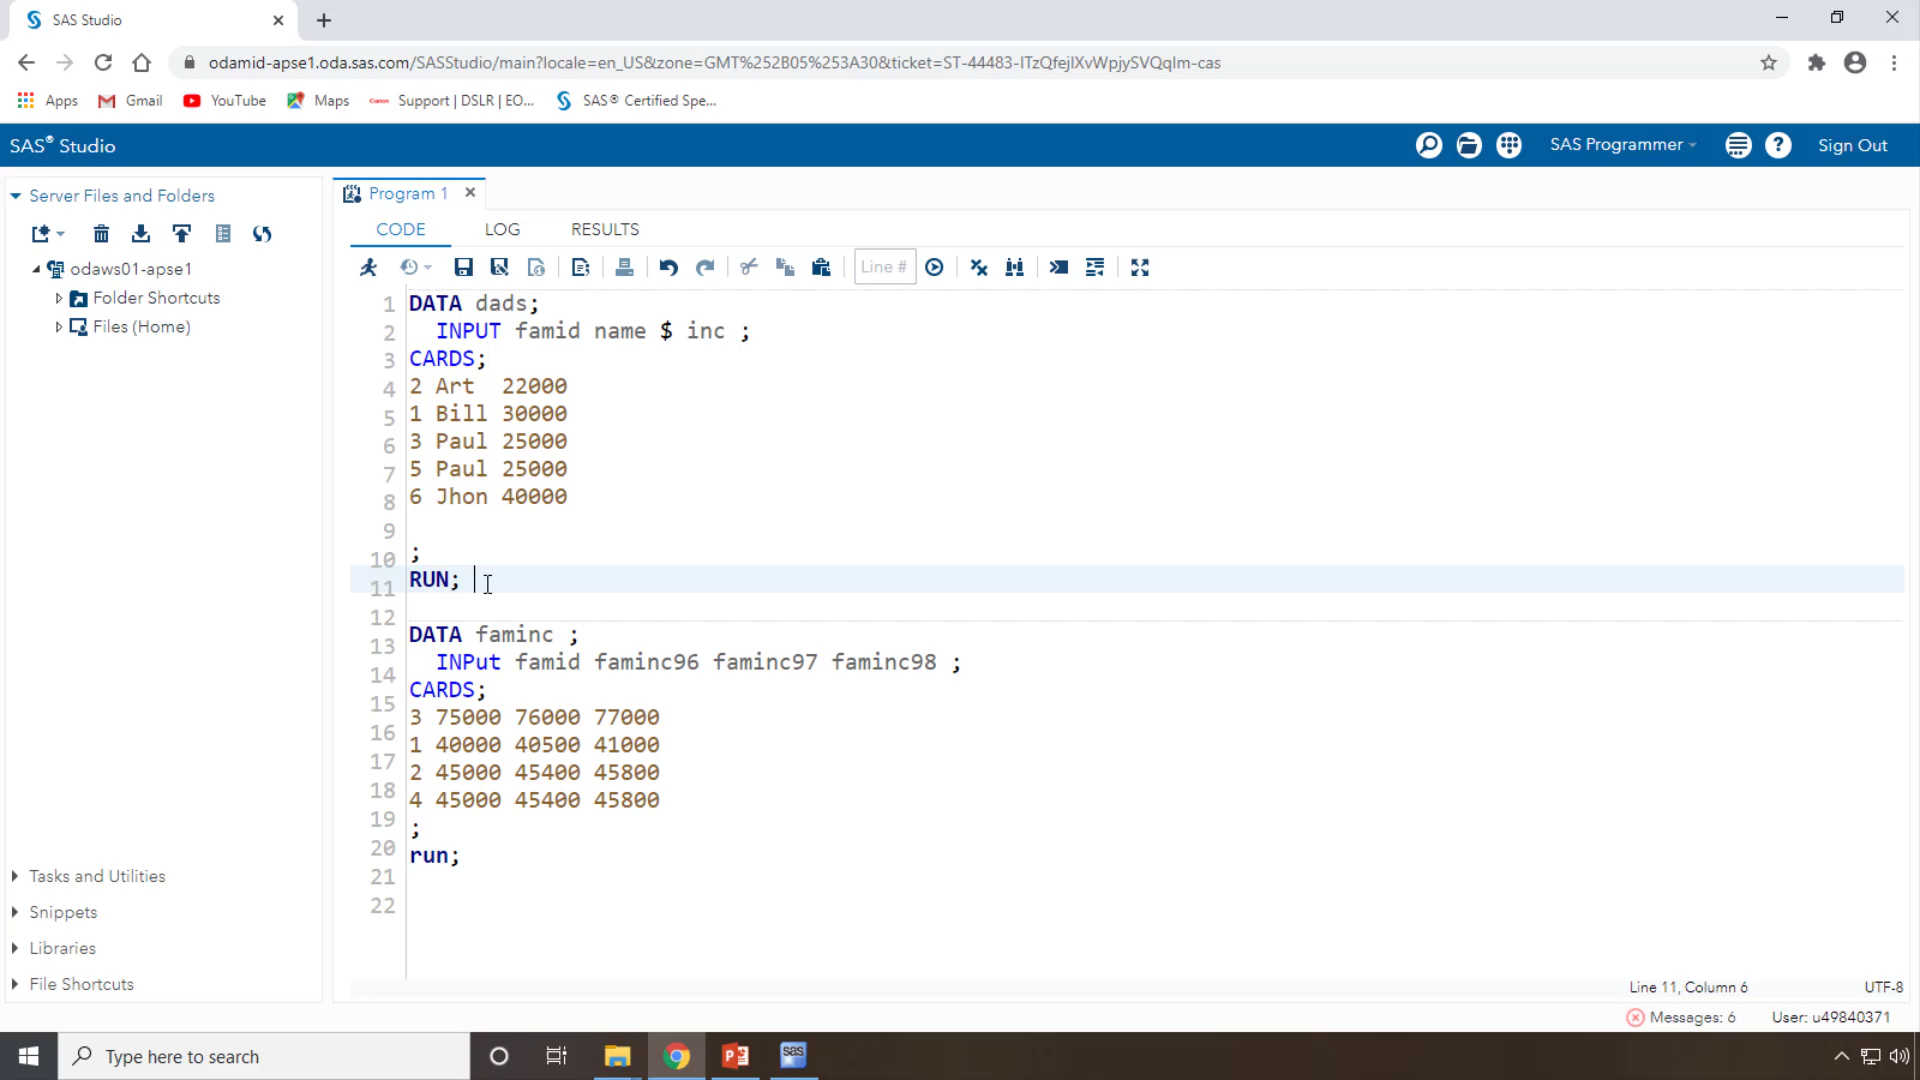 SAS Studio
odamid-apse1.oda.sas.com/SASStudio/main?locale=en_US&zone=GMT%252B05%253A30&ticket=ST-44483-ITzQfejIXvWpjySVQqIm-cas
Apps Gmail YouTube Maps Support | DSLR | EO... SAS® Certified Spe...
SAS® Studio SAS Programmer Sign Out
Server Files and Folders
odaws01-apse1
Folder Shortcuts
Files (Home)
Tasks and Utilities
Snippets
Libraries
File Shortcuts
Program 1
CODE LOG RESULTS
Line #
1 DATA dads;
2 INPUT famid name $ inc ;
3 CARDS;
4 2 Art 22000
5 1 Bill 30000
6 3 Paul 25000
7 5 Paul 25000
8 6 Jhon 40000
9
10 ;
11 RUN;
12
13 DATA faminc ;
14 INPut famid faminc96 faminc97 faminc98 ;
15 CARDS;
16 3 75000 76000 77000
17 1 40000 40500 41000
18 2 45000 45400 45800
19 4 45000 45400 45800
20 ;
21 run;
22
Line 11, Column 6 UTF-8
Messages: 6 User: u49840371
Type here to search